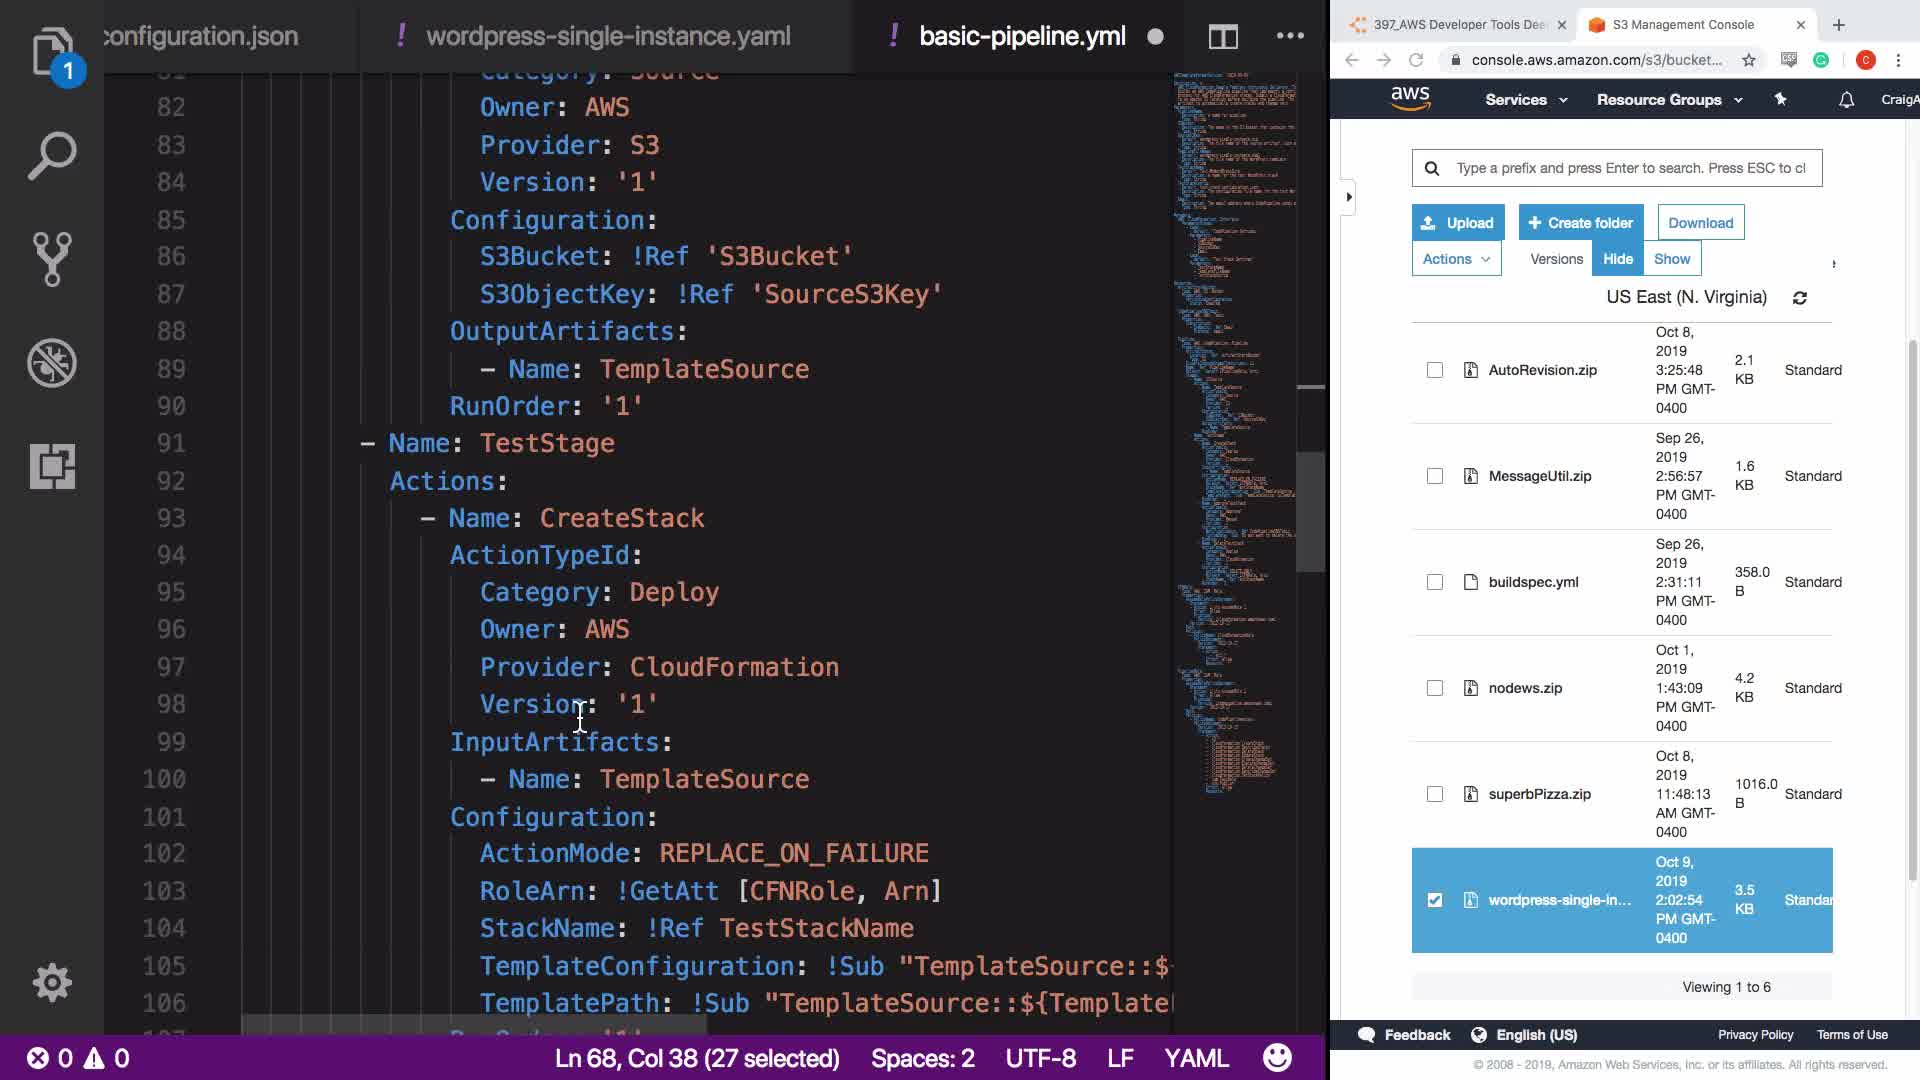 configuration.json
! wordpress-single-instance.yaml
! basic-pipeline.yml
1
81 Category: Source
82 Owner: AWS
83 Provider: S3
84 Version: '1'
85 Configuration:
86 S3Bucket: !Ref 'S3Bucket'
87 S3ObjectKey: !Ref 'SourceS3Key'
88 OutputArtifacts:
89 - Name: TemplateSource
90 RunOrder: '1'
91 - Name: TestStage
92 Actions:
93 - Name: CreateStack
94 ActionTypeId:
95 Category: Deploy
96 Owner: AWS
97 Provider: CloudFormation
98 Version: '1'
99 InputArtifacts:
100 - Name: TemplateSource
101 Configuration:
102 ActionMode: REPLACE_ON_FAILURE
103 RoleArn: !GetAtt [CFNRole, Arn]
104 StackName: !Ref TestStackName
105 TemplateConfiguration: !Sub "TemplateSource::$
106 TemplatePath: !Sub "TemplateSource::${Template
0 0
Ln 68, Col 38 (27 selected) Spaces: 2 UTF-8 LF YAML
397_AWS Developer Tools Dee
S3 Management Console
console.aws.amazon.com/s3/bucket...
C
aws Services Resource Groups CraigA
Type a prefix and press Enter to search. Press ESC to cl
Upload + Create folder Download
Actions Versions Hide Show
US East (N. Virginia)
AutoRevision.zip
Oct 8,
2019
3:25:48
PM GMT-
0400
2.1
KB
Standard
MessageUtil.zip
Sep 26,
2019
2:56:57
PM GMT-
0400
1.6
KB
Standard
buildspec.yml
Sep 26,
2019
2:31:11
PM GMT-
0400
358.0
B
Standard
nodews.zip
Oct 1,
2019
1:43:09
PM GMT-
0400
4.2
KB
Standard
superbPizza.zip
Oct 8,
2019
11:48:13
AM GMT-
0400
1016.0
B
Standard
wordpress-single-in...
Oct 9,
2019
2:02:54
PM GMT-
0400
3.5
KB
Standar
Viewing 1 to 6
Feedback English (US) Privacy Policy Terms of Use
© 2008 - 2019, Amazon Web Services, Inc. or its affiliates. All rights reserved.